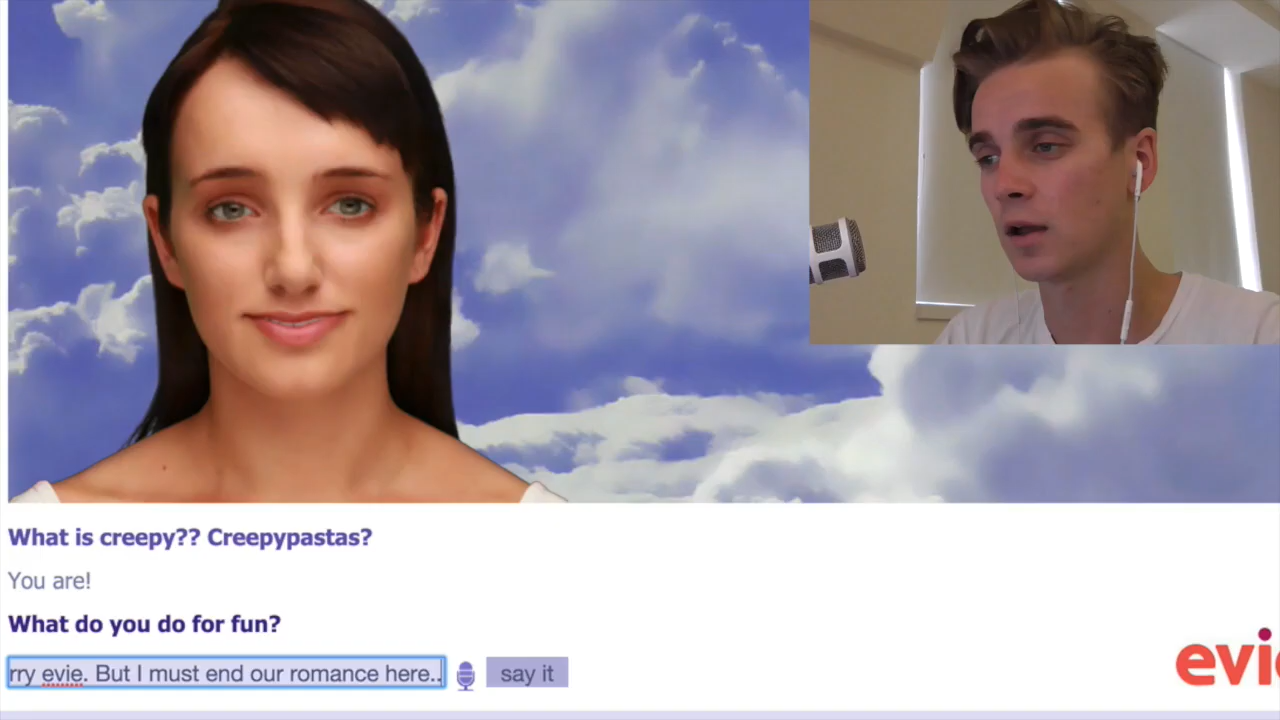 What is creepy?? Creepypastas?
You are!
What do you do for fun?
rry evie. But I must end our romance here..
say it
evi